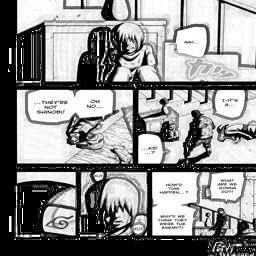 AAH...
...THEY'RE
NOT
SHINOBI!
OH
NO...
IT'S
A...
...KID
...?
HOW'D
THIS
HAPPEN...?
WHY'D WE
THINK THEY
WERE THE
ENEMY?!
WHAT
ARE WE
GONNA
DO?!